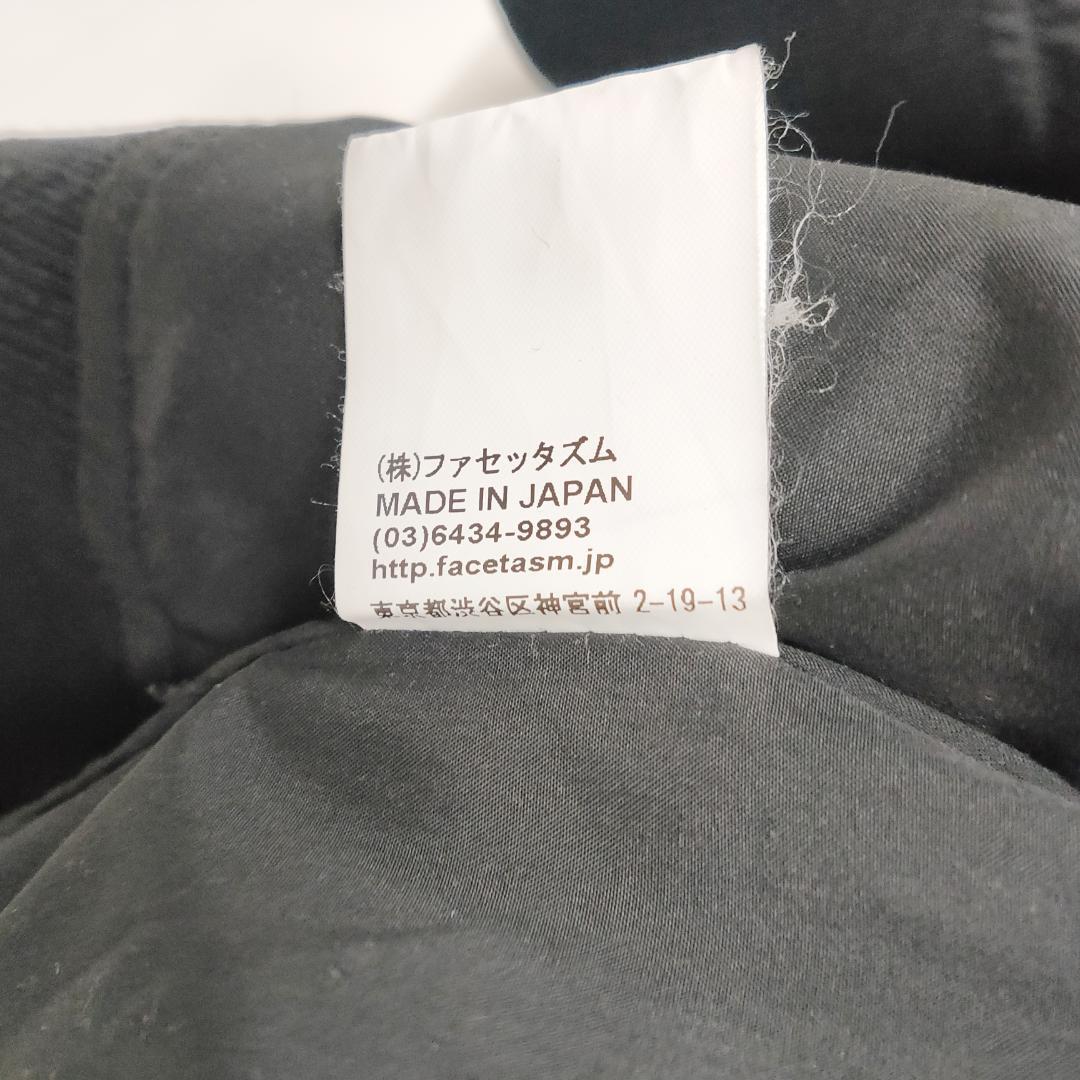 (株)ファセッタズム
MADE IN JAPAN
(03)6434-9893
http.facetasm.jp
東京都渋谷区神宮前 2-19-13